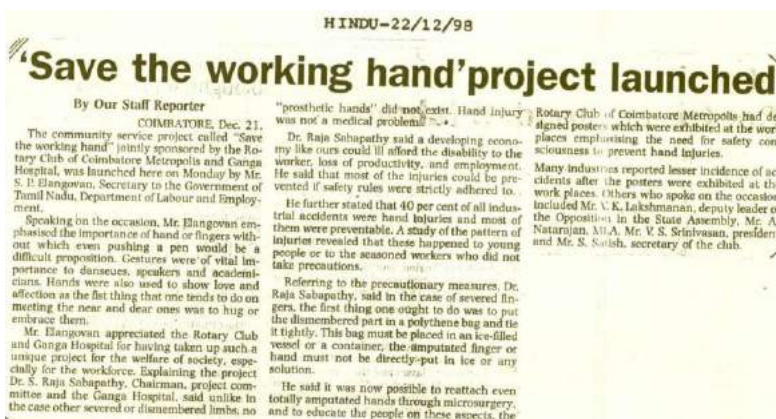 HINDU-22/12/98
'Save the working hand' project launched
By Our Staff Reporter
COIMBATORE, Dec. 21.
The community service project called "Save
the working hand" jointly sponsored by the Ro-
tary Club of Coimbatore Metropolis and Ganga
Hospital, was launched here on Monday by Mr.
S. P. Elangovan, Secretary to the Government of
Tamil Nadu, Department of Labour and Employ-
ment.
Speaking on the occasion, Mr. Elangovan em-
phasised the importance of hand or fingers with-
out which even pushing a pen would be a
difficult proposition. Gestures were of vital im-
portance to danseues, speakers and academi-
cians. Hands were also used to show love and
affection as the fist thing that one tends to do on
meeting the near and dear ones was to hug or
embrace them.
Mr. Elangovan appreciated the Rotary Club
and Ganga Hospital for having taken up such a
unique project for the welfare of society, espe-
cially for the workforce. Explaining the project
Dr. S. Raja Sabapathy, Chairman, project com-
mittee and the Ganga Hospital, said unlike in
the case other severed or dismembered limbs, no
"prosthetic hands" did not exist. Hand injury
was not a medical problem.
Dr. Raja Sabapathy said a developing econo-
my like ours could ill afford the disability to the
worker, loss of productivity, and employment.
He said that most of the injuries could be pre-
vented if safety rules were strictly adhered to.
He further stated that 40 per cent of all indus-
trial accidents were hand injuries and most of
them were preventable. A study of the pattern of
injuries revealed that these happened to young
people or to the seasoned workers who did not
take precautions.
Referring to the precautionary measures, Dr.
Raja Sabapathy, said in the case of severed fin-
gers, the first thing one ought to do was to put
the dismembered part in a polythene bag and tie
it tightly. This bag must be placed in an ice-filled
vessel or a container, the amputated finger or
hand must not be directly put in ice or any
solution.
He said it was now possible to reattach even
totally amputated hands through microsurgery,
and to educate the people on these aspects, the
Rotary Club of Coimbatore Metropolis had de
signed posters which were exhibited at the wor
places emphasising the need for safety con
sciousness to prevent hand injuries.
Many industries reported lesser incidence of ac
cidents after the posters were exhibited at th
work places. Others who spoke on the occasion
included Mr. V. K. Lakshmanan, deputy leader o
the Opposition in the State Assembly, Mr. A
Natarajan, MLA, Mr. V. S. Srinivasan, presiden
and Mr. S. Satish, secretary of the club.